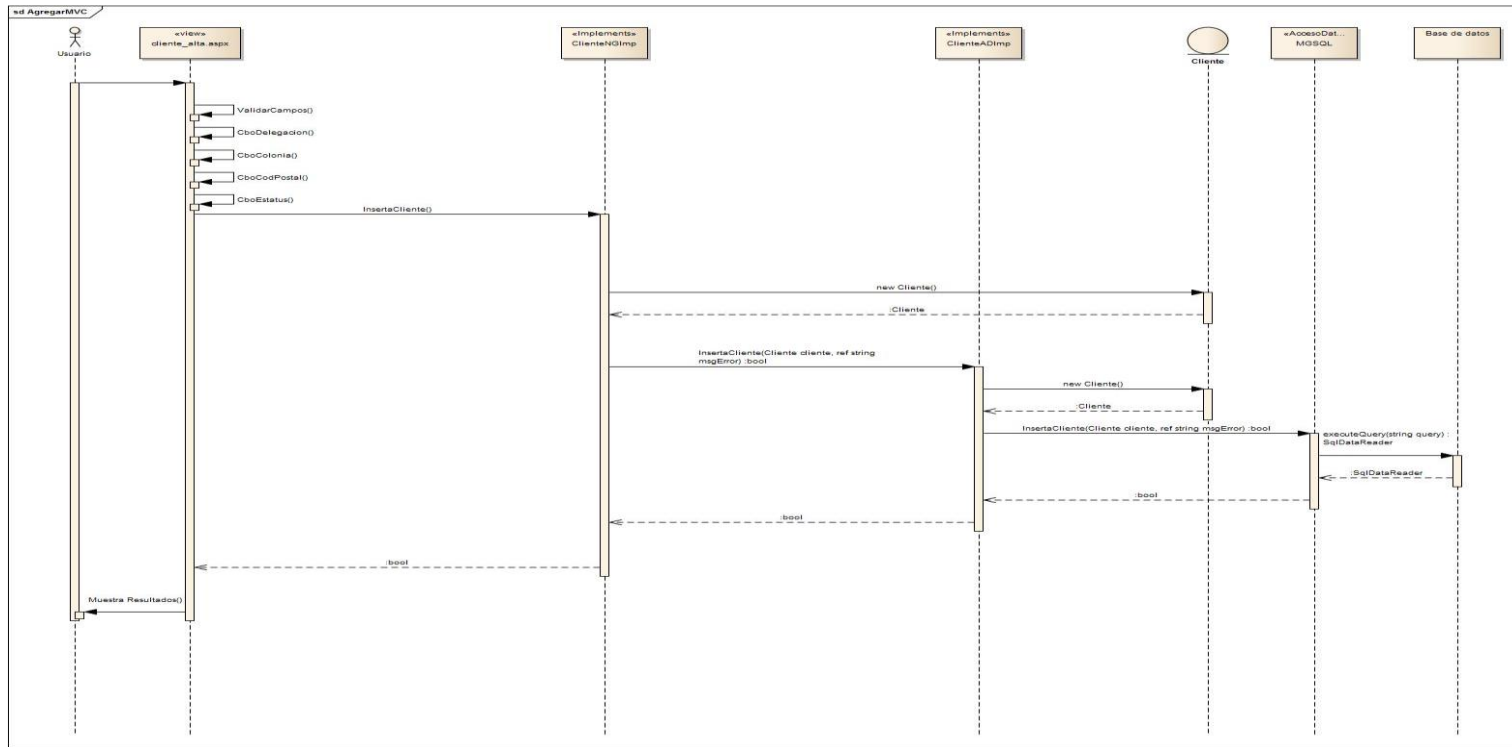 sd AgregarMVC
Usuario
«view»
cliente_alta.aspx
«Implements»
ClienteNGImp
«Implements»
ClienteADImp
Cliente
«AccesoDat...
MGSQL
Base de datos
ValidarCampos()
CboDelegacion()
CboColonia()
CboCodPostal()
CboEstatus()
InsertaCliente()
new Cliente()
:Cliente
InsertaCliente(Cliente cliente, ref string
msgError) :bool
new Cliente()
:Cliente
InsertaCliente(Cliente cliente, ref string msgError) :bool
executeQuery(string query) :
SqlDataReader
:SqlDataReader
:bool
:bool
:bool
Muestra Resultados()